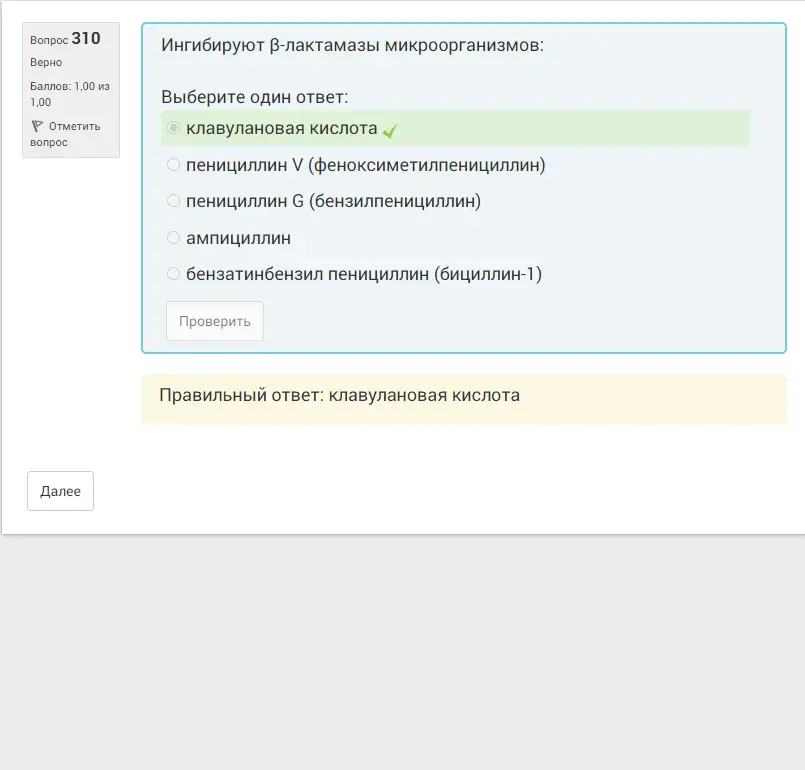 Вопрос 310
Верно
Баллов: 1,00 из
1,00
Отметить
вопрос
Ингибируют β-лактамазы микроорганизмов:
Выберите один ответ:
клавулановая кислота
пенициллин V (феноксиметилпенициллин)
пенициллин G (бензилпенициллин)
ампициллин
бензатинбензил пенициллин (бициллин-1)
Проверить
Правильный ответ: клавулановая кислота
Далее